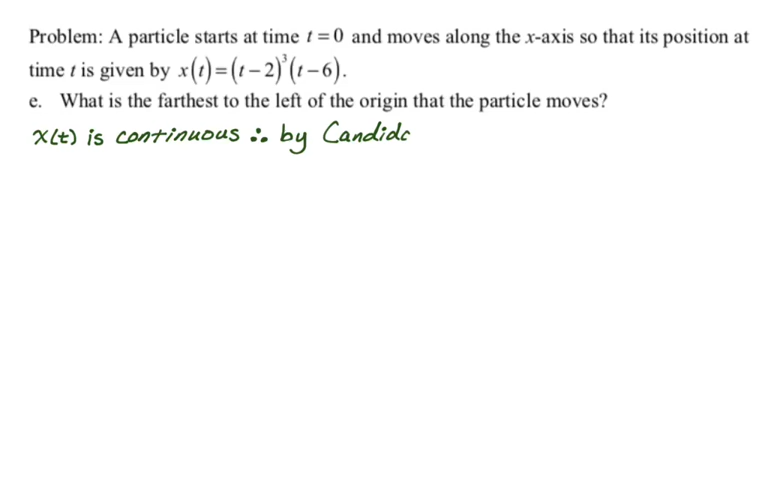 Problem: A particle starts at time t = 0 and moves along the x-axis so that its position at
time t is given by x(t) = (t − 2)³(t − 6).
e. What is the farthest to the left of the origin that the particle moves?
x(t) is continuous ∴ by